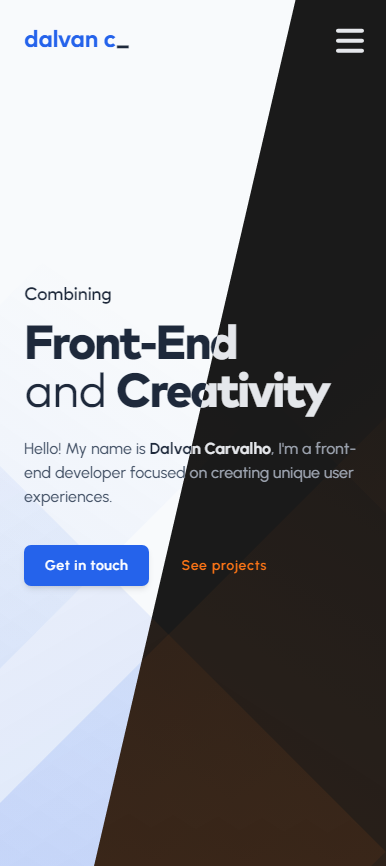 dalvan c_
Combining
Front-End
and Creativity
Hello! My name is Dalvan Carvalho, I'm a front-
end developer focused on creating unique user
experiences.
Get in touch
See projects